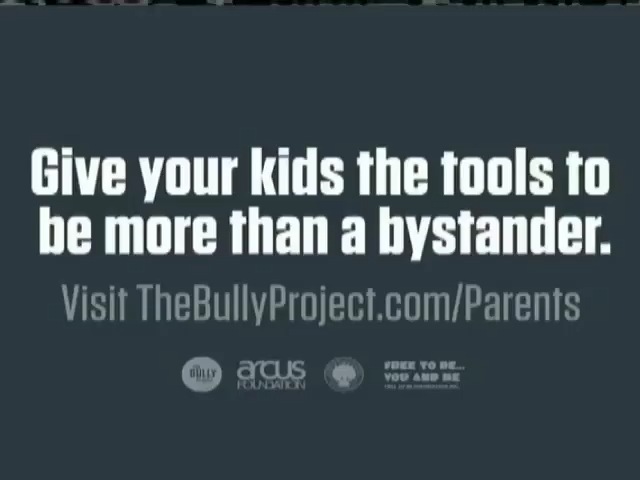 Give your kids the tools to
be more than a bystander.
Visit TheBullyProject.com/Parents
BULLY
arcus
FOUNDATION
FREE TO BE...
YOU AND ME